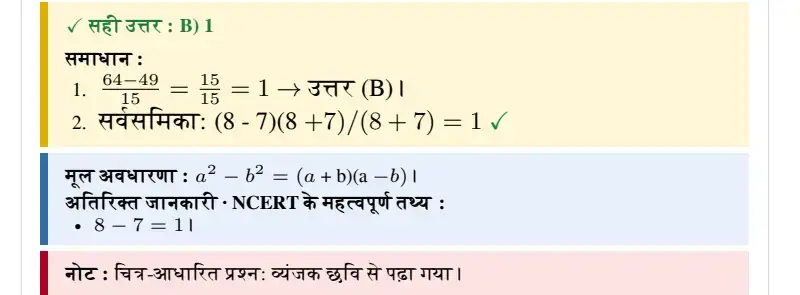 ✓ सही उत्तर : B) 1
समाधान :
1. \frac{64-49}{15} = \frac{15}{15} = 1 → उत्तर (B)।
2. सर्वसमिका: (8 - 7)(8 +7)/(8 + 7) = 1 ✓
मूल अवधारणा : a² − b² = (a + b)(a −b)।
अतिरिक्त जानकारी · NCERT के महत्वपूर्ण तथ्य :
• 8 − 7 = 1।
नोट : चित्र-आधारित प्रश्न: व्यंजक छवि से पढ़ा गया।